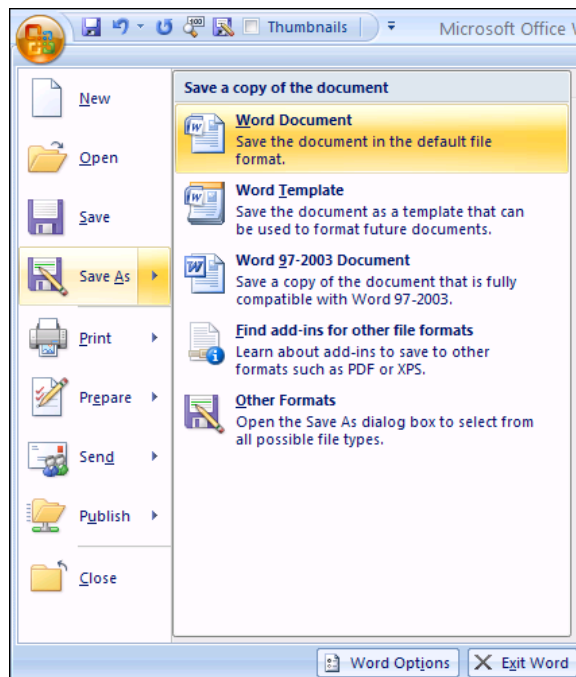 100
Thumbnails
Microsoft Office
New
Open
Save
Save As
Print
Prepare
Send
Publish
Close
Save a copy of the document
Word Document
Save the document in the default file
format.
Word Template
Save the document as a template that can
be used to format future documents.
Word 97-2003 Document
Save a copy of the document that is fully
compatible with Word 97-2003.
Find add-ins for other file formats
Learn about add-ins to save to other
formats such as PDF or XPS.
Other Formats
Open the Save As dialog box to select from
all possible file types.
Word Options
Exit Word